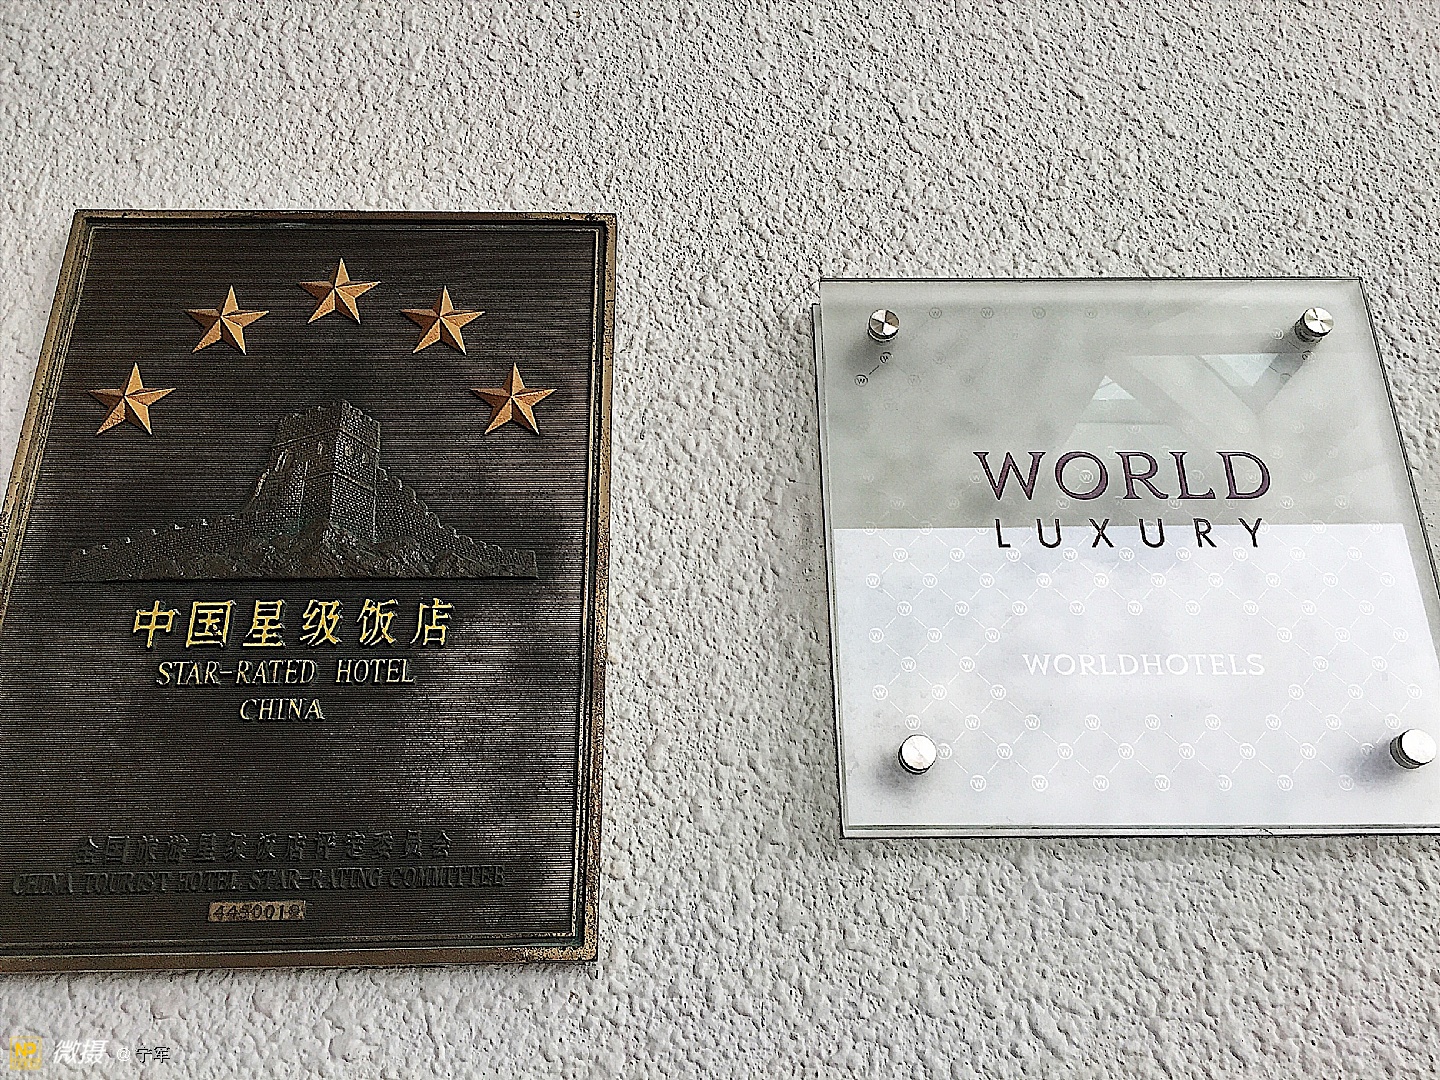 中国星级饭店
STAR-RATED HOTEL
CHINA
全国旅游星级饭店评定委员会
CHINA TOURIST HOTEL STAR-RATING COMMITTEE
WORLD
LUXURY
WORLDHOTELS
微摄 @ 宁军